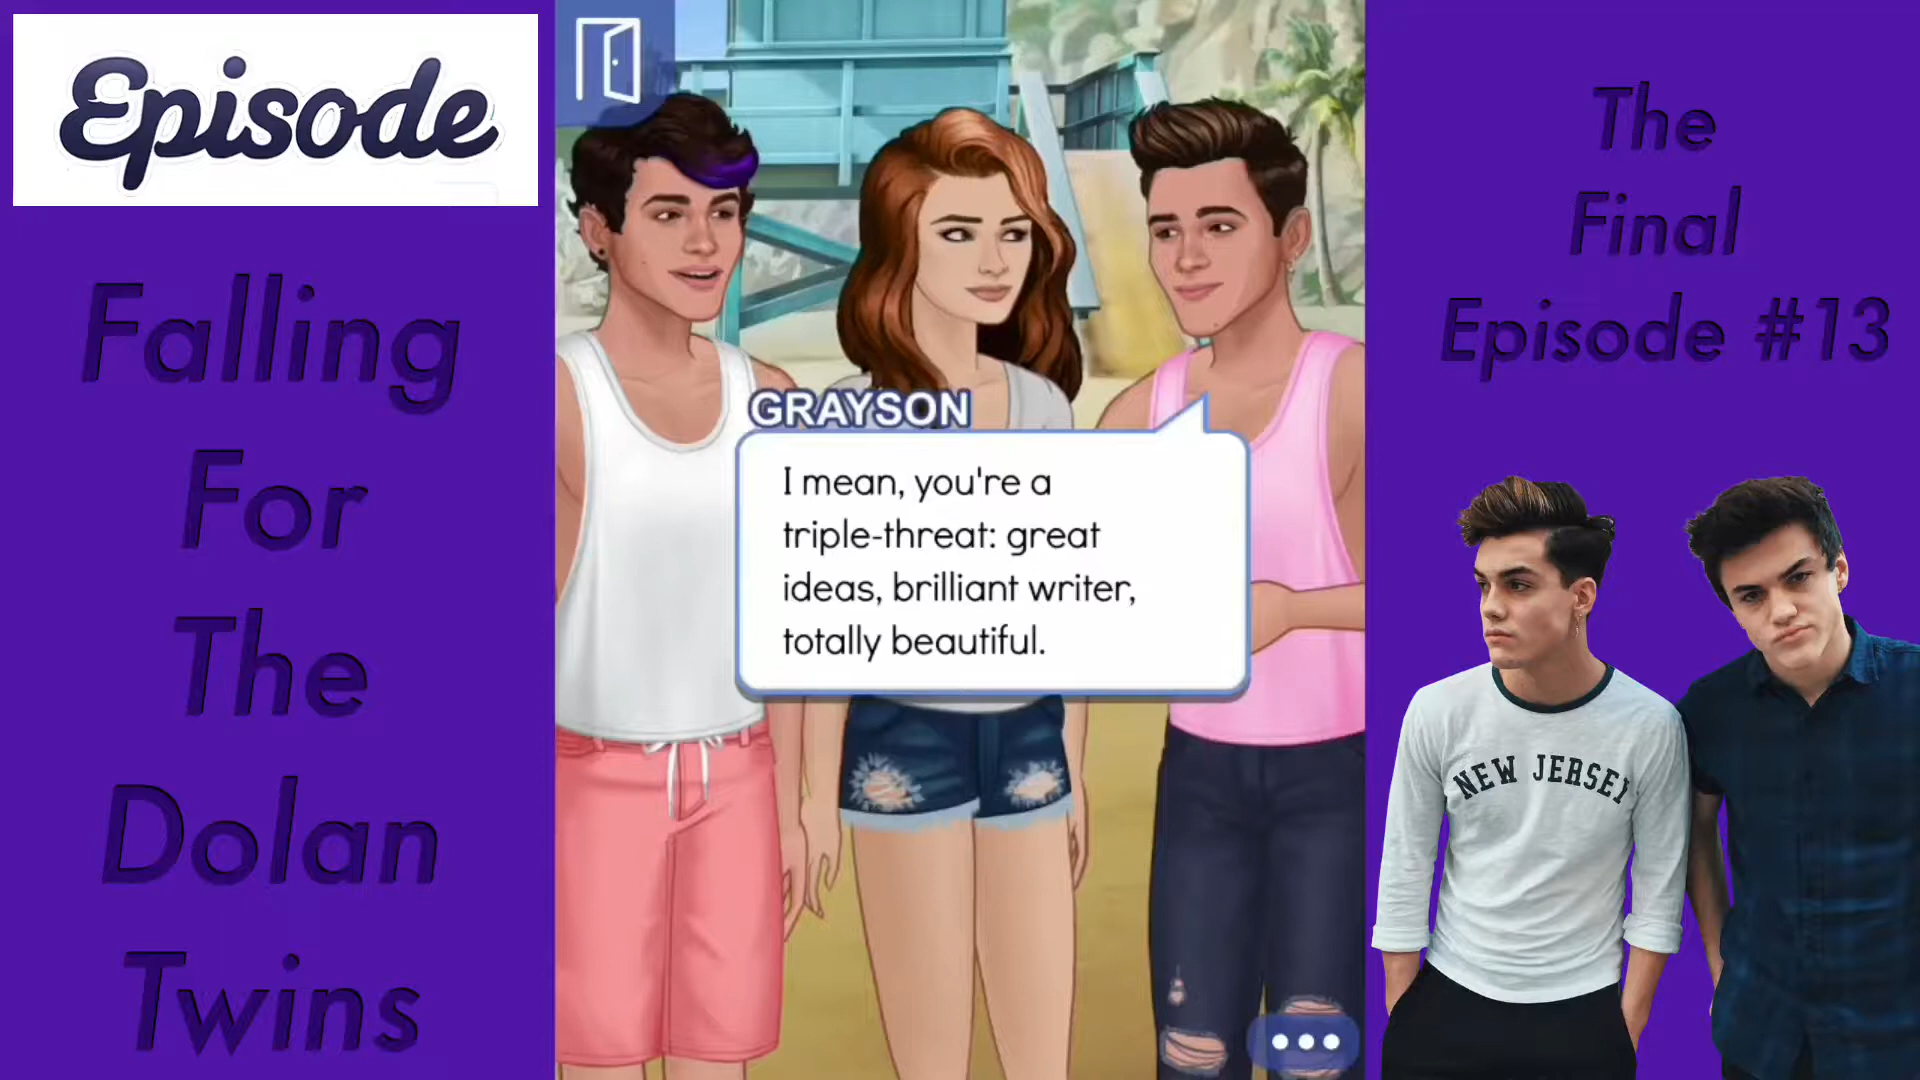 Episode
Falling
For
The
Dolan
Twins
GRAYSON
I mean, you're a
triple-threat: great
ideas, brilliant writer,
totally beautiful.
The
Final
Episode #13
NEW JERSEY